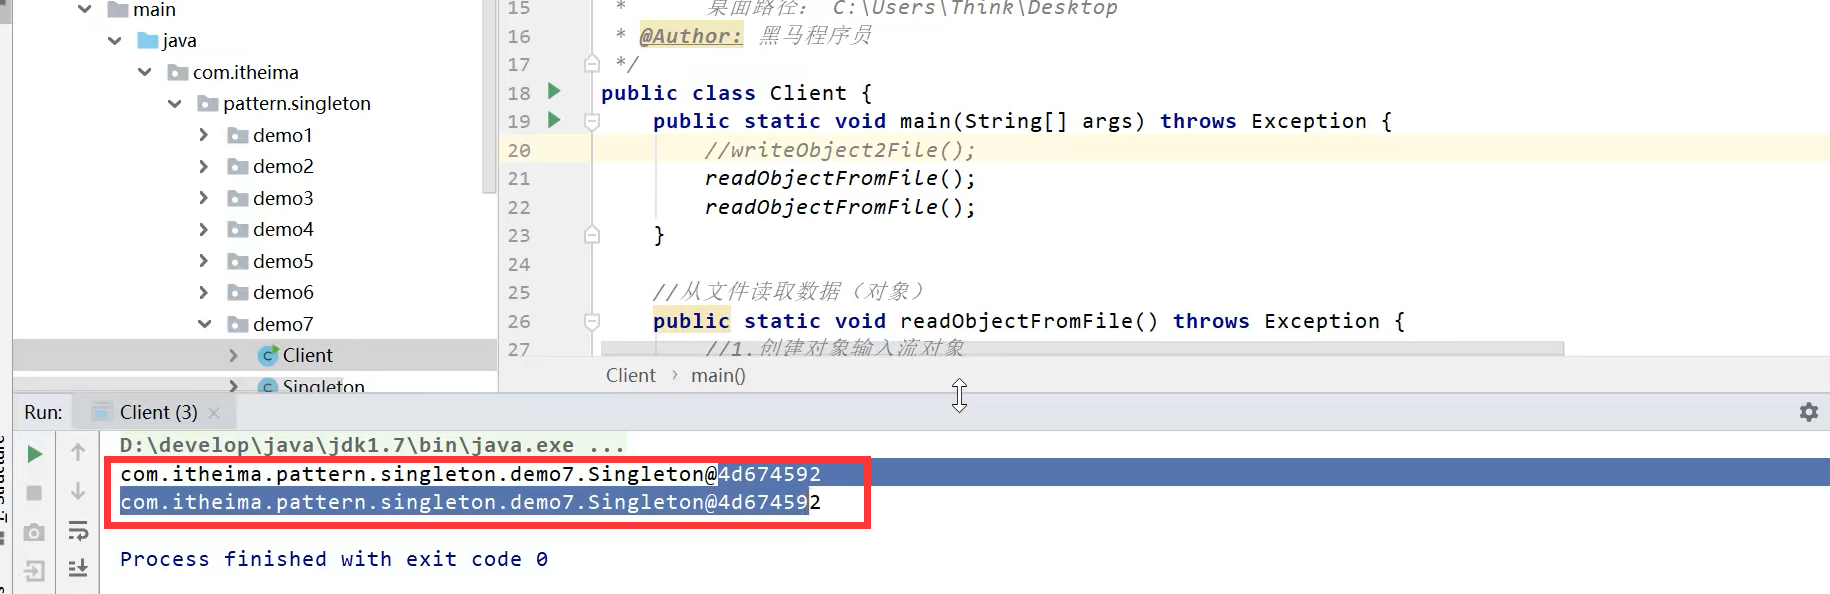 main
java
com.itheima
pattern.singleton
demo1
demo2
demo3
demo4
demo5
demo6
demo7
Client
Singleton
15 * 桌面路径： C:\Users\Think\Desktop
16 * @Author: 黑马程序员
17 */
18 public class Client {
19 public static void main(String[] args) throws Exception {
20 //writeObject2File();
21 readObjectFromFile();
22 readObjectFromFile();
23 }
24
25 //从文件读取数据（对象）
26 public static void readObjectFromFile() throws Exception {
27 //1.创建对象输入流对象
Client › main()
Run: Client (3) ×
D:\develop\java\jdk1.7\bin\java.exe ...
com.itheima.pattern.singleton.demo7.Singleton@4d674592
com.itheima.pattern.singleton.demo7.Singleton@4d674592
Process finished with exit code 0